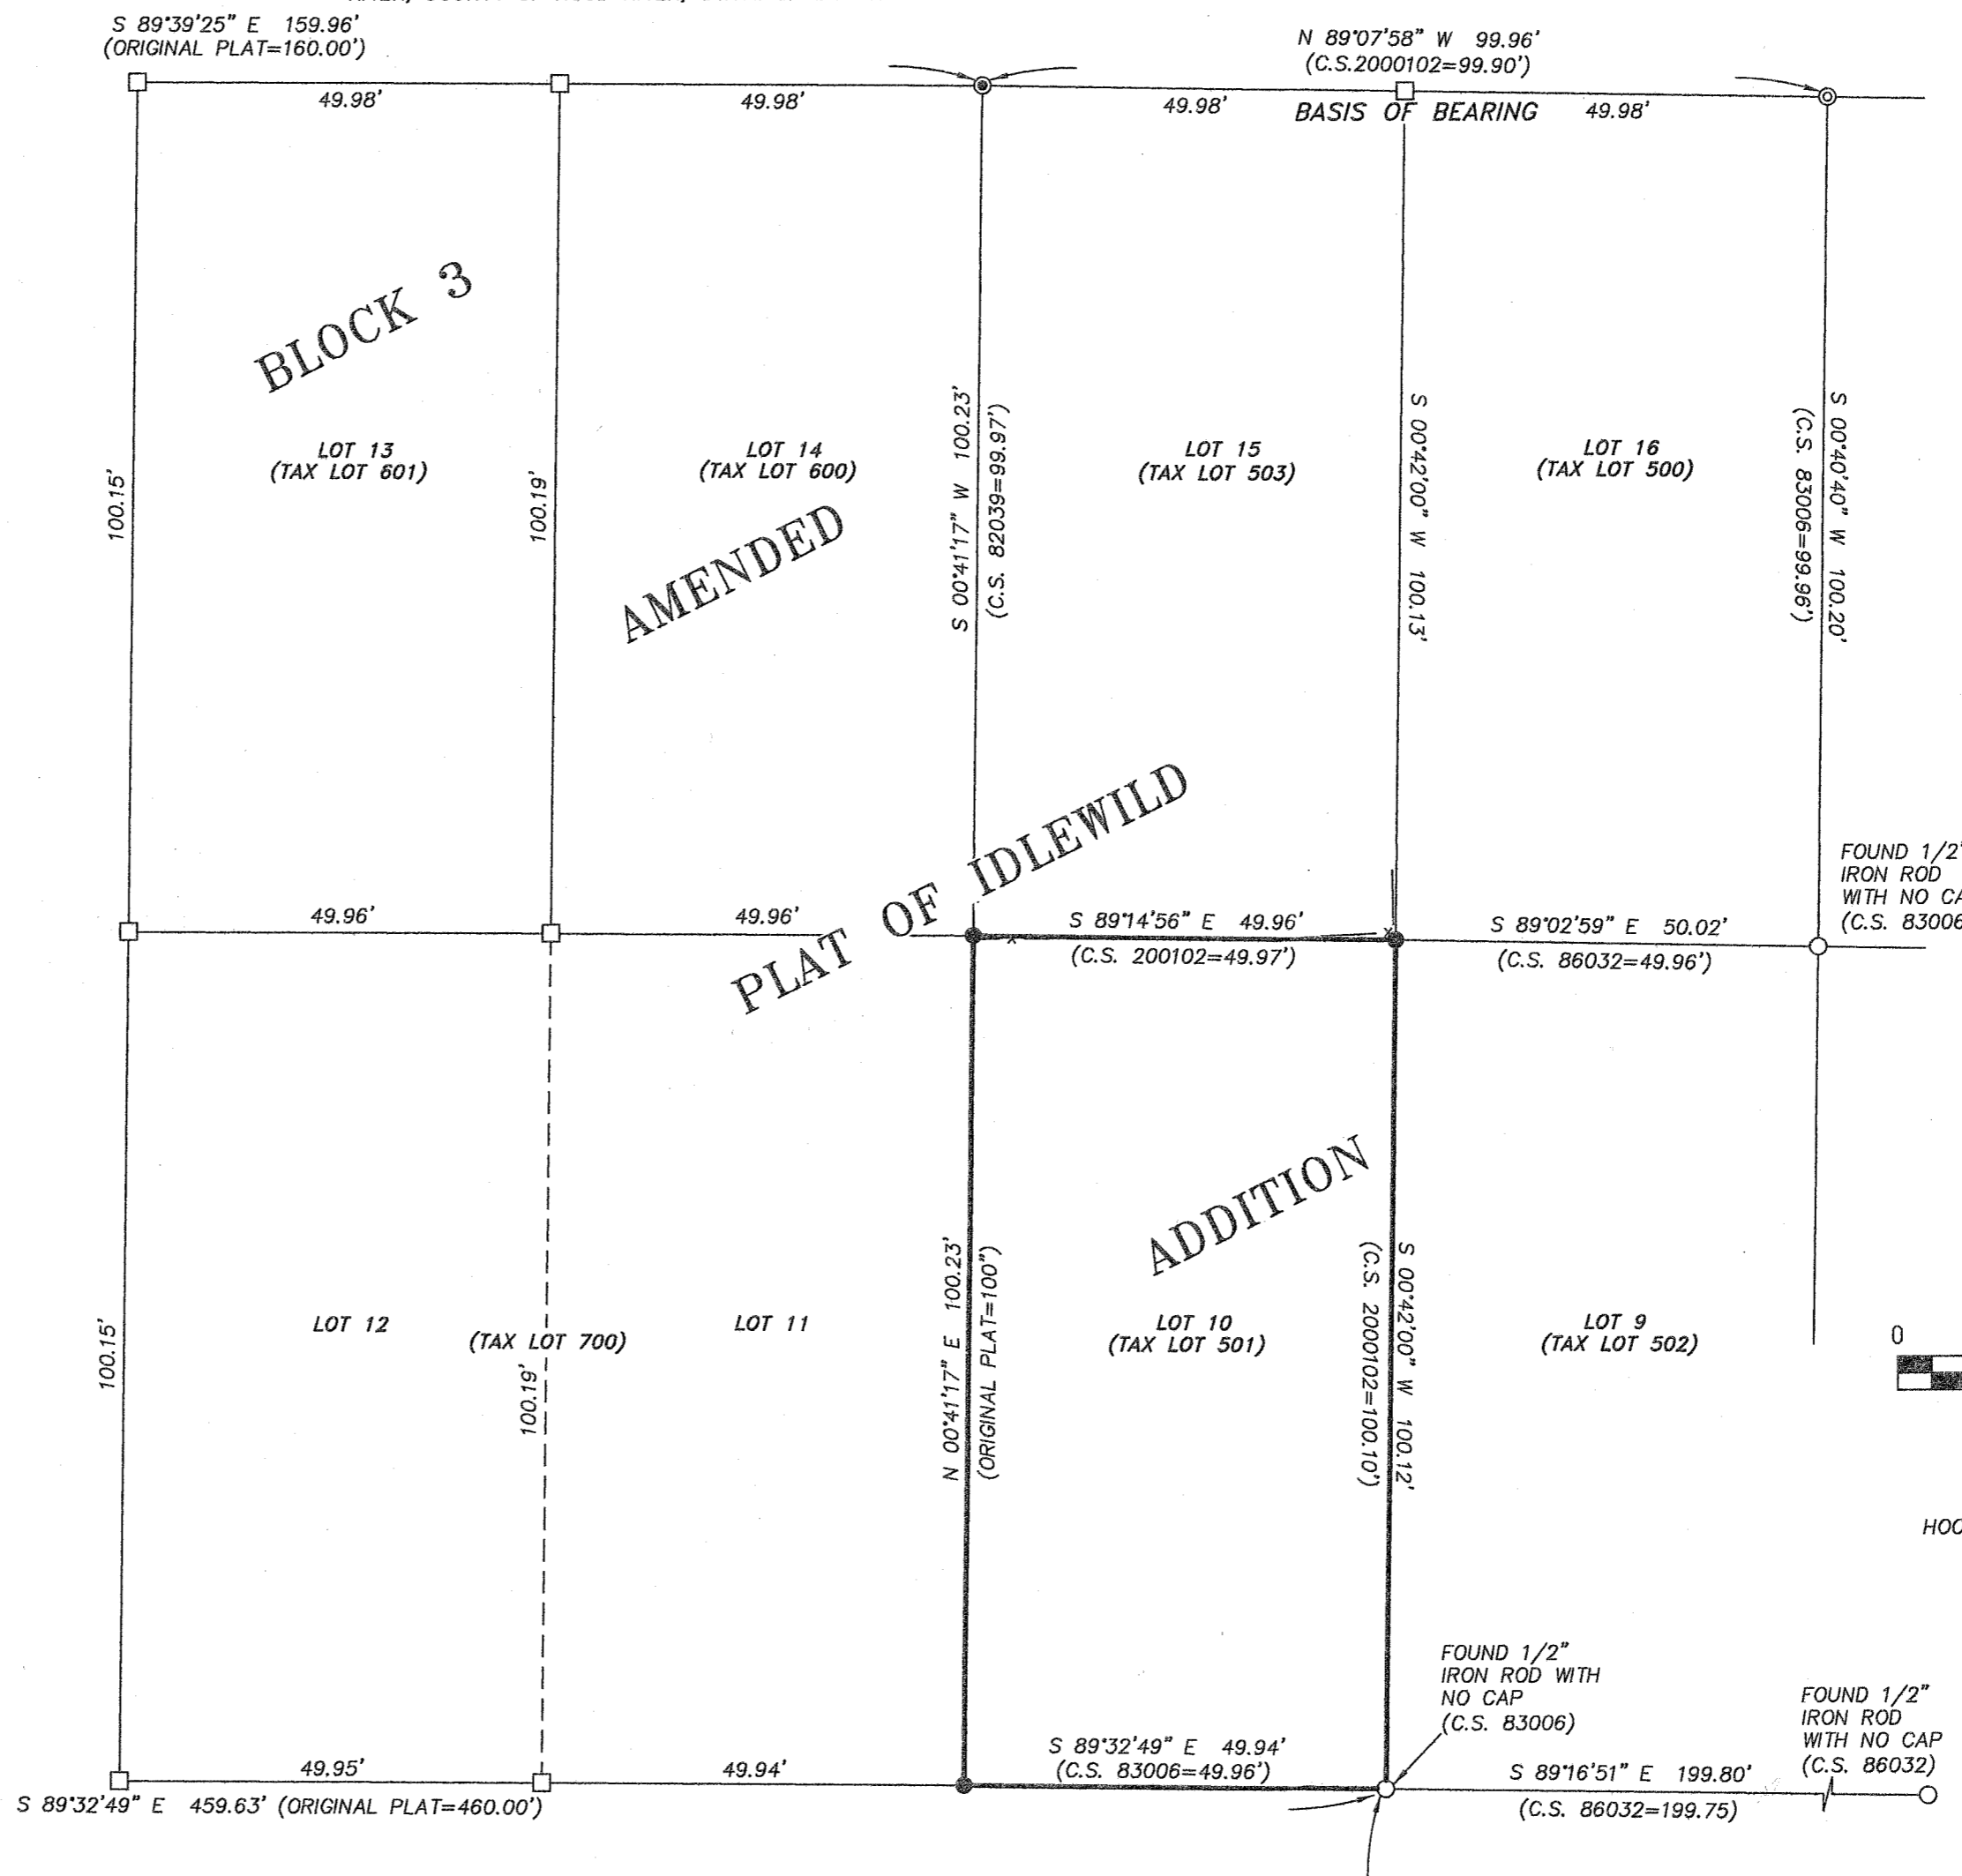 S 89°39'25" E 159.96'
(ORIGINAL PLAT=160.00')
N 89°07'58" W 99.96'
(C.S.2000102=99.90')
49.98'
49.98'
49.98'
BASIS OF BEARING
49.98'
BLOCK 3
LOT 13
(TAX LOT 601)
LOT 14
(TAX LOT 600)
LOT 15
(TAX LOT 503)
LOT 16
(TAX LOT 500)
100.15'
100.19'
S 00°41'17" W 100.23'
(C.S. 82039=99.97')
S 00°42'00" W 100.13'
(C.S. 83006=99.96')
S 00°40'40" W 100.20'
AMENDED
PLAT OF IDLEWILD
ADDITION
FOUND 1/2"
IRON ROD
WITH NO CA
(C.S. 83006
49.96'
49.96'
S 89°14'56" E 49.96'
(C.S. 200102=49.97')
S 89°02'59" E 50.02'
(C.S. 86032=49.96')
100.15'
LOT 12
(TAX LOT 700)
LOT 11
100.19'
N 00°41'17" E 100.23'
(ORIGINAL PLAT=100")
LOT 10
(TAX LOT 501)
(C.S. 2000102=100.10')
S 00°42'00" W 100.12'
LOT 9
(TAX LOT 502)
0
HOO
FOUND 1/2"
IRON ROD WITH
NO CAP
(C.S. 83006)
FOUND 1/2"
IRON ROD
WITH NO CAP
(C.S. 86032)
49.95'
49.94'
S 89°32'49" E 49.94'
(C.S. 83006=49.96')
S 89°16'51" E 199.80'
(C.S. 86032=199.75)
S 89°32'49" E 459.63' (ORIGINAL PLAT=460.00')